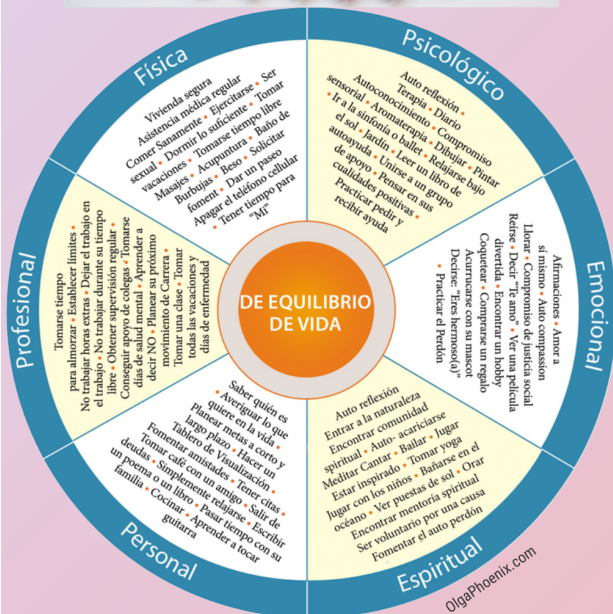 Física
Vivienda segura
Asistencia médica regular
Comer Sanamente • Ejercitarse • Ser
sexual • Dormir lo suficiente • Tomar
vacaciones • Tomarse tiempo libre
Masajes • Acupuntura • Baño de
Burbujas • Beso • Solicitar
foment • Dar un paseo
Apagar el teléfono cellular
• Tener tiempo para
"MI"
Psicológico
Auto reflexión •
Terapia • Diario
Autoconocimiento • Compromiso
sensorial • Aromaterapia • Dibujar • Pintar
• Ir a la sinfonía o ballet • Relajarse bajo
el sol • Jardín • Leer un libro de
autoayuda • Unirse a un grupo
de apoyo • Pensar en sus
cualidades positivas •
Practicar pedir y
recibir ayuda
Emocional
Afirmaciones • Amor a
si mismo • Auto compassion
Llorar • Compromiso de justicia social
Reirse • Decir "Te amo" • Ver una película
divertida • Encontrar un hobby
Coquetear • Comprarse un regalo
Acurrucarse con su mascot
Decirse: "Eres hermoso(a)"
• Practicar el Perdón
Espiritual
Auto reflexión
Entrar a la naturaleza
Encontrar comunidad
spiritual • Auto- acariciarse
Meditar Cantar • Bailar • Jugar
Estar inspirado • Tomar yoga
Jugar con los niños • Bañarse en el
océano • Ver puestas de sol • Orar
Encontrar mentoría spiritual
Ser voluntario por una causa
Fomentar el auto perdón
Personal
Saber quién es
• Averiguar lo que
quiere en la vida •
Planear metas a corto y
largo plazo • Hacer un
Tablero de Visualización •
Fomentar amistades • Tener citas •
Tomar café con un amigo • Salir de
deudas • Simplemente relajarse • Escribir
un poema o un libro • Pasar tiempo con su
familia • Cocinar • Aprender a tocar
guitarra
Profesional
Tomarse tiempo
para almorzar • Establecer limites •
No trabajar horas extras • Dejar el trabajo en
el trabajo • No trabajar durante su tiempo
libre • Obtener supervisión regular •
Conseguir apoyo de colegas • Tomarse
días de salud mental • Aprender a
decir NO • Planear su próximo
movimiento de Carrera •
Tomar una clase • Tomar
todas las vacaciones y
días de enfermedad
DE EQUILIBRIO
DE VIDA
OlgaPhoenix.com